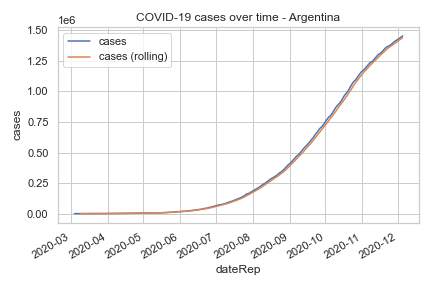 COVID-19 cases over time - Argentina
1e6
cases
cases (rolling)
1.50
1.25
1.00
0.75
0.50
0.25
0.00
cases
2020-03
2020-04
2020-05
2020-06
2020-07
2020-08
2020-09
2020-10
2020-11
2020-12
dateRep